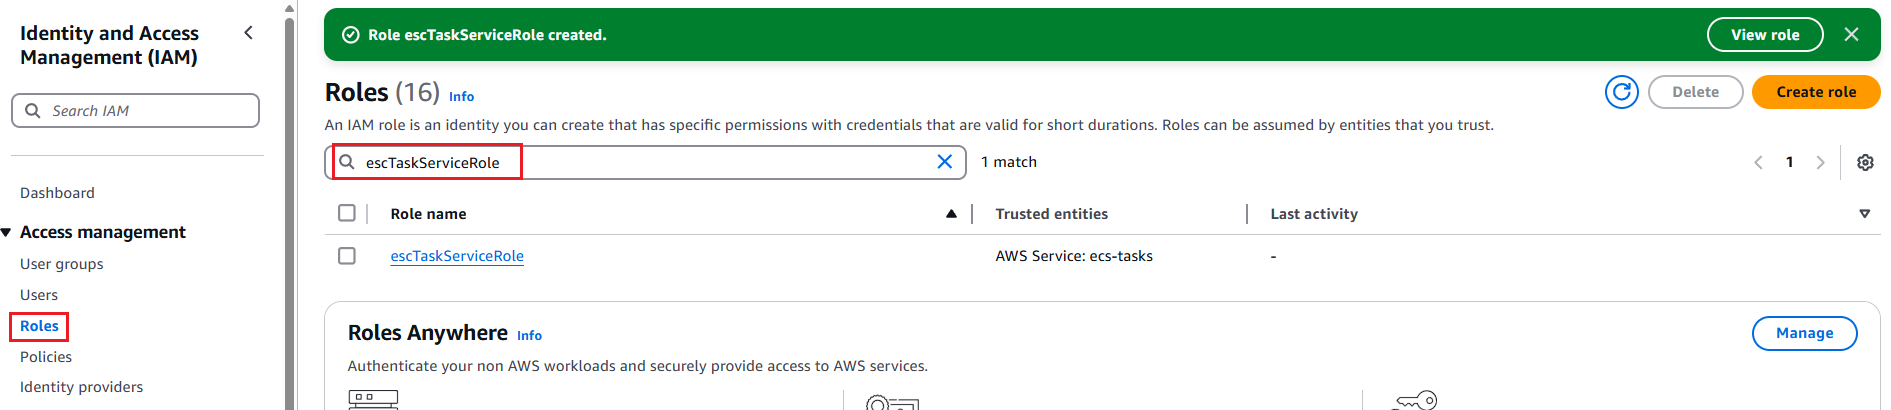 Identity and Access
Management (IAM)
Search IAM
Dashboard
Access management
User groups
Users
Roles
Policies
Identity providers
Role escTaskServiceRole created.
View role
Roles (16) Info
Delete
Create role
An IAM role is an identity you can create that has specific permissions with credentials that are valid for short durations. Roles can be assumed by entities that you trust.
escTaskServiceRole
1 match
1
Role name
Trusted entities
Last activity
escTaskServiceRole
AWS Service: ecs-tasks
-
Roles Anywhere Info
Manage
Authenticate your non AWS workloads and securely provide access to AWS services.